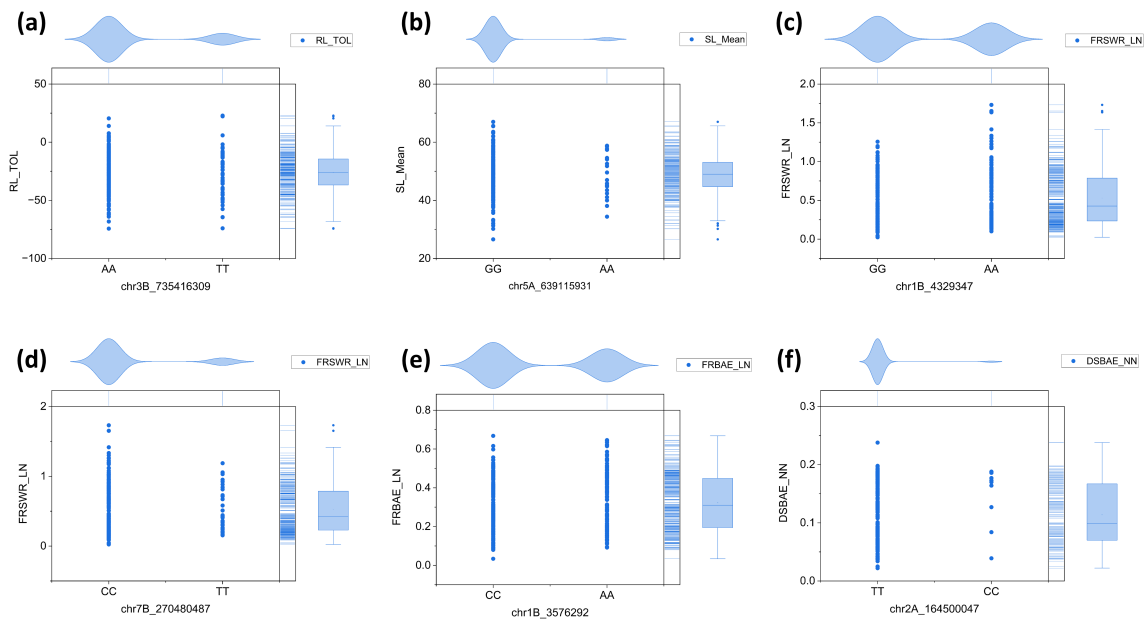 (a)
RL_TOL
50
0
−50
−100
RL_TOL
AA
TT
chr3B_735416309
(b)
SL_Mean
80
60
40
20
SL_Mean
GG
AA
chr5A_639115931
(c)
FRSWR_LN
2.0
1.5
1.0
0.5
0.0
FRSWR_LN
GG
AA
chr1B_4329347
(d)
FRSWR_LN
2
1
0
FRSWR_LN
CC
TT
chr7B_270480487
(e)
FRBAE_LN
0.8
0.6
0.4
0.2
0.0
FRBAE_LN
CC
AA
chr1B_3576292
(f)
DSBAE_NN
0.3
0.2
0.1
0.0
DSBAE_NN
TT
CC
chr2A_164500047